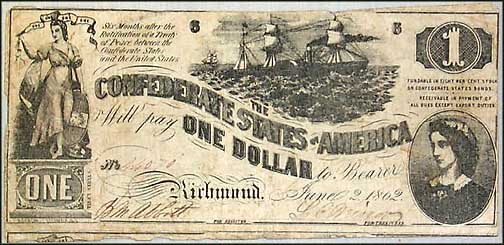 Six Months after the
Ratification of a Treaty
of Peace between the
Confederate States
and the United States
8 8
1
THE
CONFEDERATE STATES OF AMERICA
FUNDABLE IN EIGHT PER CENT STOCK
OR CONFEDERATE STATES BONDS.
RECEIVABLE IN PAYMENT OF
ALL DUES EXCEPT EXPORT DUTIES.
Will pay ONE DOLLAR to Bearer
No
ONE
Richmond, June 2 1862
FOR REGISTER FOR TREASURER